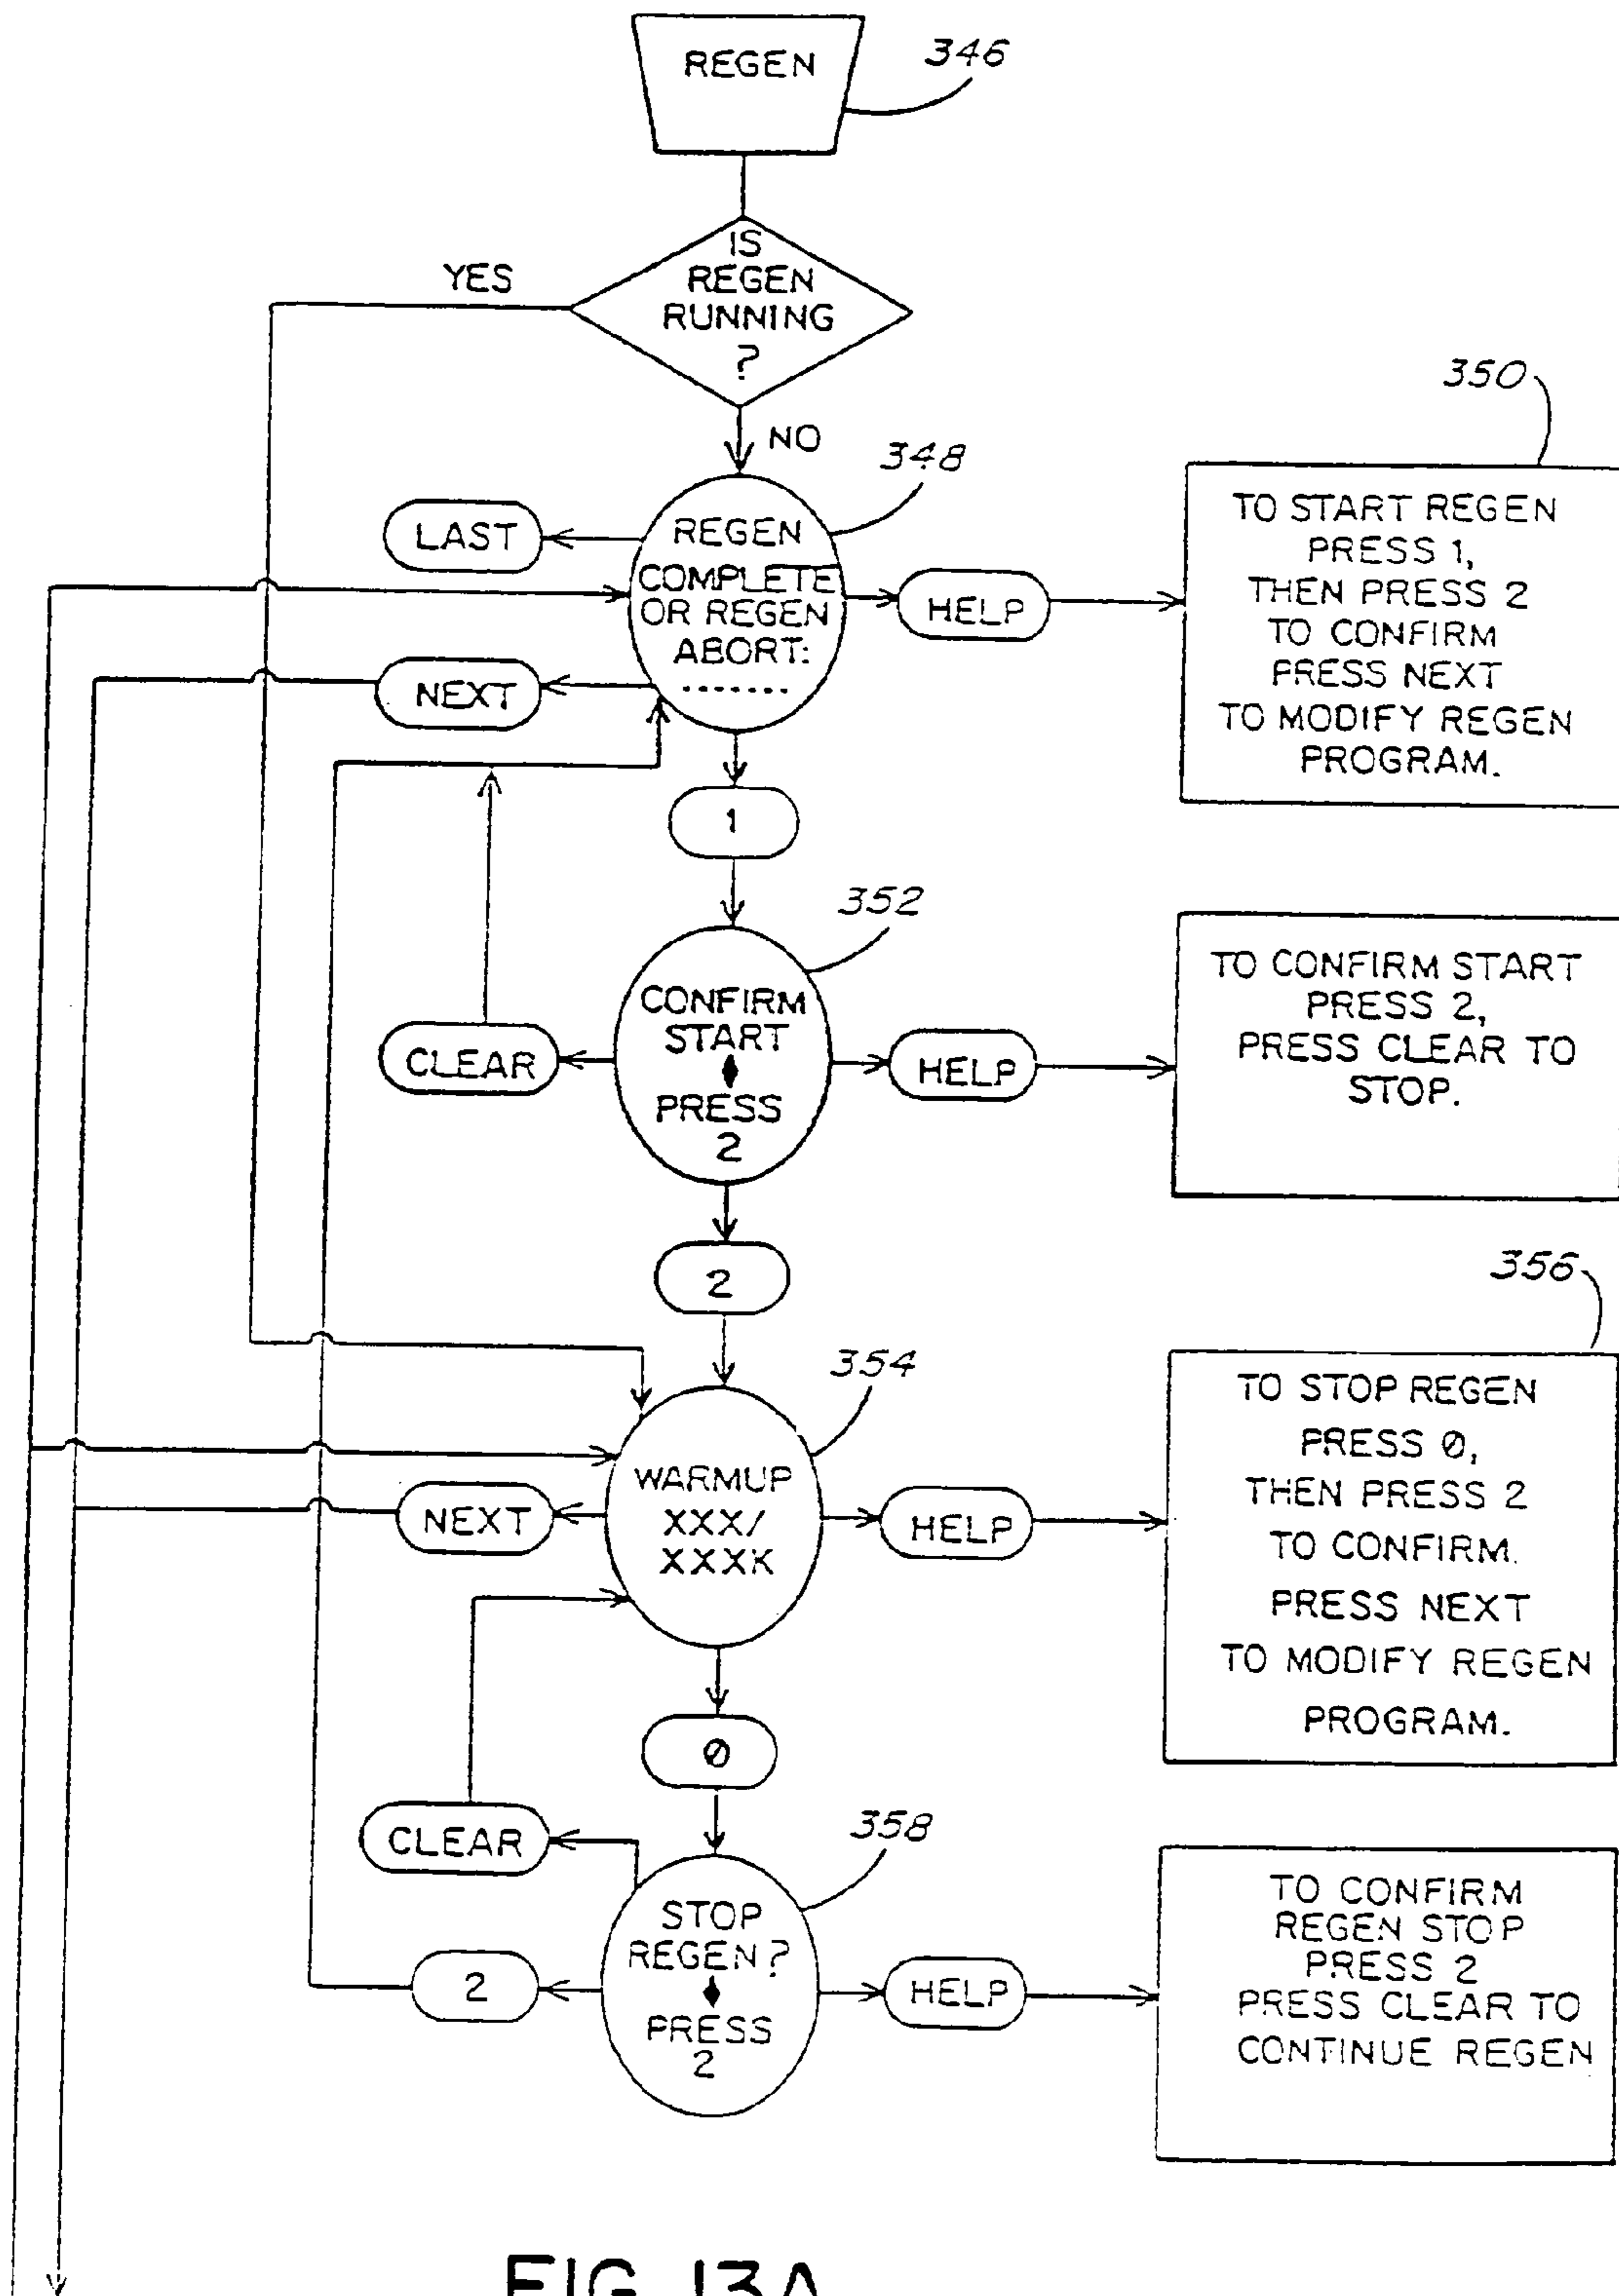 REGEN
346
IS
REGEN
RUNNING
?
YES
NO
348
350
LAST
REGEN
COMPLETE
OR REGEN
ABORT:
.......
HELP
TO START REGEN
PRESS 1,
THEN PRESS 2
TO CONFIRM
PRESS NEXT
TO MODIFY REGEN
PROGRAM.
NEXT
1
352
CONFIRM
START
♦
PRESS
2
CLEAR
HELP
TO CONFIRM START
PRESS 2,
PRESS CLEAR TO
STOP.
2
354
356
WARMUP
XXX/
XXXK
NEXT
HELP
TO STOP REGEN
PRESS 0,
THEN PRESS 2
TO CONFIRM.
PRESS NEXT
TO MODIFY REGEN
PROGRAM.
0
CLEAR
358
STOP
REGEN?
♦
PRESS
2
2
HELP
TO CONFIRM
REGEN STOP
PRESS 2
PRESS CLEAR TO
CONTINUE REGEN
FIG. 13A